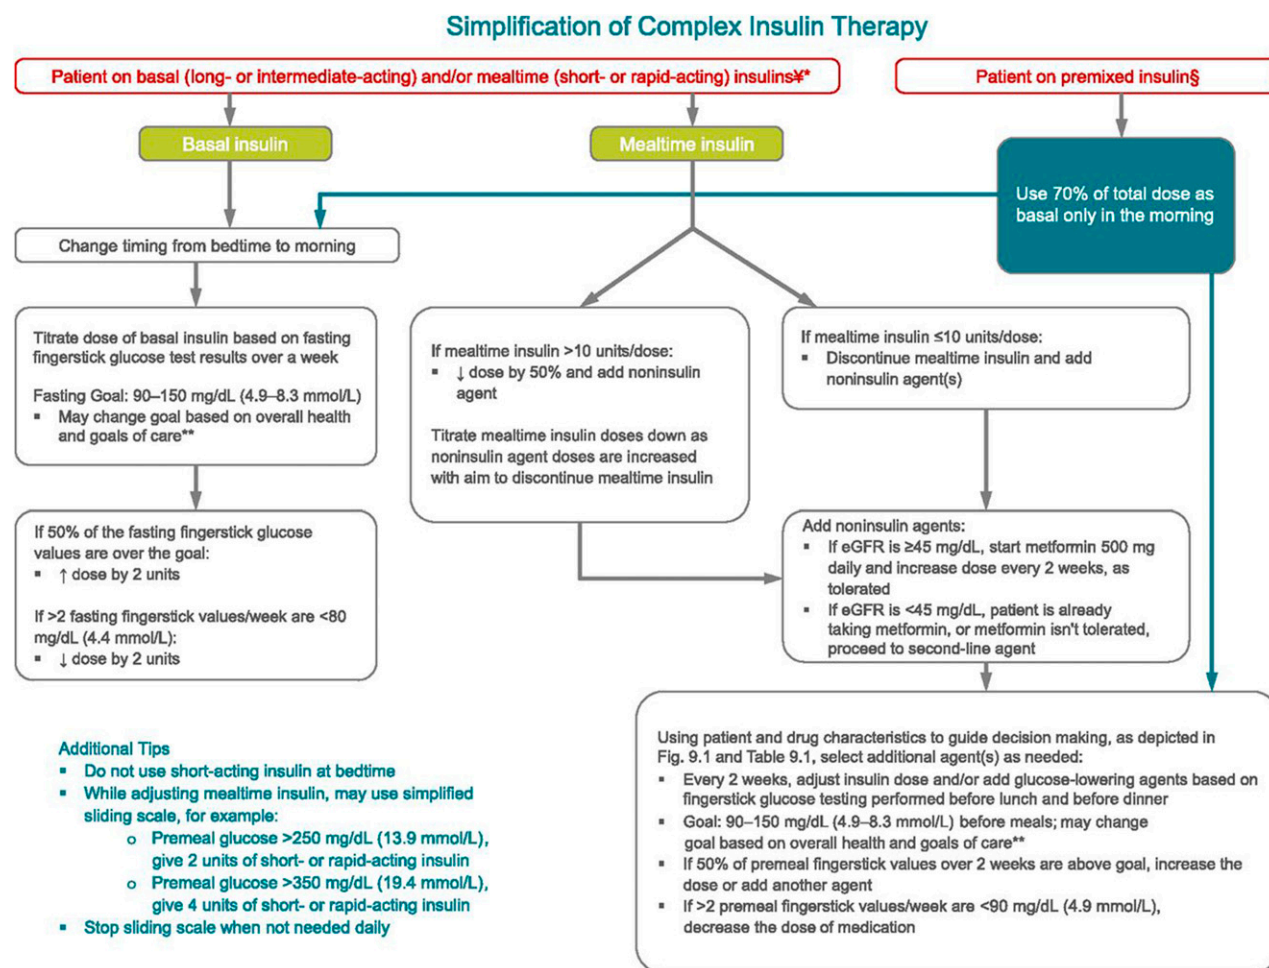 Simplification of Complex Insulin Therapy
Patient on basal (long- or intermediate-acting) and/or mealtime (short- or rapid-acting) insulins¥*
Patient on premixed insulin§
Basal insulin
Mealtime insulin
Use 70% of total dose as
basal only in the morning
Change timing from bedtime to morning
Titrate dose of basal insulin based on fasting
fingerstick glucose test results over a week
Fasting Goal: 90–150 mg/dL (4.9–8.3 mmol/L)
▪ May change goal based on overall health
and goals of care**
If 50% of the fasting fingerstick glucose
values are over the goal:
▪ ↑ dose by 2 units
If >2 fasting fingerstick values/week are <80
mg/dL (4.4 mmol/L):
▪ ↓ dose by 2 units
If mealtime insulin >10 units/dose:
▪ ↓ dose by 50% and add noninsulin
agent
Titrate mealtime insulin doses down as
noninsulin agent doses are increased
with aim to discontinue mealtime insulin
If mealtime insulin ≤10 units/dose:
▪ Discontinue mealtime insulin and add
noninsulin agent(s)
Add noninsulin agents:
▪ If eGFR is ≥45 mg/dL, start metformin 500 mg
daily and increase dose every 2 weeks, as
tolerated
▪ If eGFR is <45 mg/dL, patient is already
taking metformin, or metformin isn't tolerated,
proceed to second-line agent
Using patient and drug characteristics to guide decision making, as depicted in
Fig. 9.1 and Table 9.1, select additional agent(s) as needed:
▪ Every 2 weeks, adjust insulin dose and/or add glucose-lowering agents based on
fingerstick glucose testing performed before lunch and before dinner
▪ Goal: 90–150 mg/dL (4.9–8.3 mmol/L) before meals; may change
goal based on overall health and goals of care**
▪ If 50% of premeal fingerstick values over 2 weeks are above goal, increase the
dose or add another agent
▪ If >2 premeal fingerstick values/week are <90 mg/dL (4.9 mmol/L),
decrease the dose of medication
Additional Tips
▪ Do not use short-acting insulin at bedtime
▪ While adjusting mealtime insulin, may use simplified
sliding scale, for example:
o Premeal glucose >250 mg/dL (13.9 mmol/L),
give 2 units of short- or rapid-acting insulin
o Premeal glucose >350 mg/dL (19.4 mmol/L),
give 4 units of short- or rapid-acting insulin
▪ Stop sliding scale when not needed daily